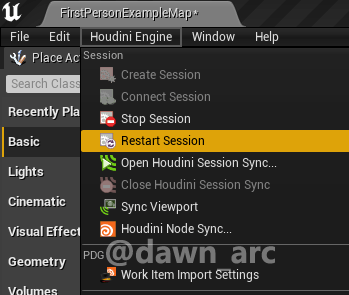 FirstPersonExampleMap*
File Edit Houdini Engine Window Help
Place Ac
Session
Search Class
Create Session
Connect Session
Recently Pla
Stop Session
Basic
Restart Session
Lights
Open Houdini Session Sync...
Close Houdini Session Sync
Cinematic
Sync Viewport
Visual Effect
Houdini Node Sync...
Geometry
PDG
@dawn_arc
Volumes
Work Item Import Settings